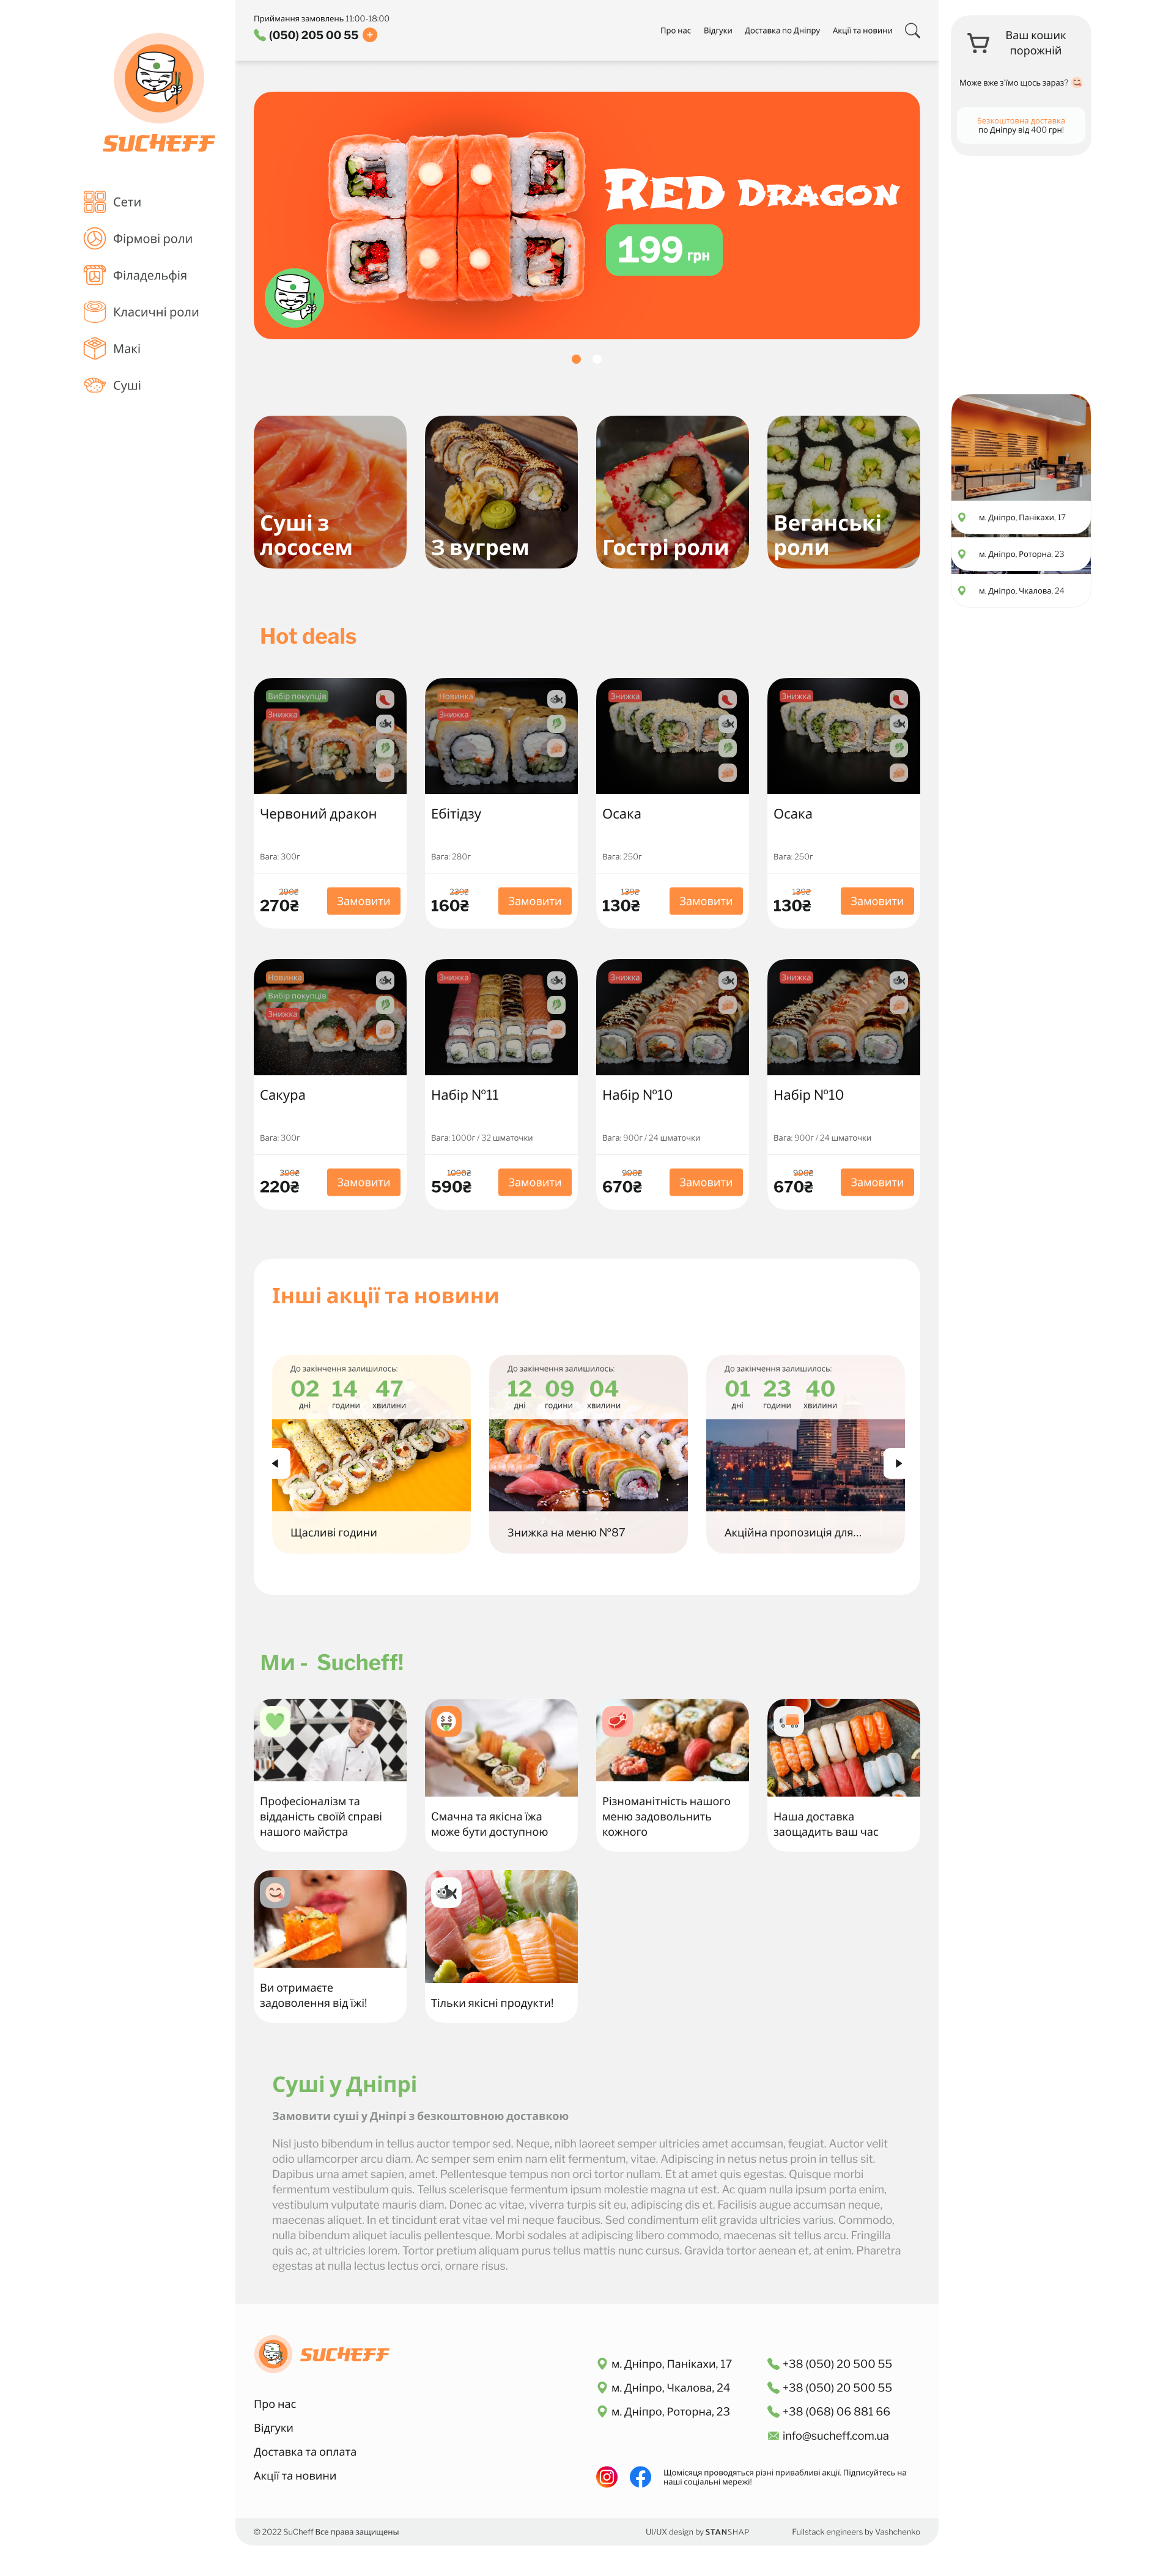 SUCHEFF
Сети
Фірмові роли
Філадельфія
Класичні роли
Макі
Суші
Приймання замовлень 11:00-18:00
(050) 205 00 55
Про нас
Відгуки
Доставка по Дніпру
Акції та новини
RED DRAGON
199 грн
Суші з
лососем
З вугрем
Гострі роли
Веганські
роли
Hot deals
Вибір покупців
Знижка
Червоний дракон
Вага: 300г
290₴
270₴
Замовити
Новинка
Знижка
Ебітідзу
Вага: 280г
239₴
160₴
Замовити
Знижка
Осака
Вага: 250г
139₴
130₴
Замовити
Знижка
Осака
Вага: 250г
139₴
130₴
Замовити
Новинка
Вибір покупців
Знижка
Сакура
Вага: 300г
300₴
220₴
Замовити
Знижка
Набір №11
Вага: 1000г / 32 шматочки
1090₴
590₴
Замовити
Знижка
Набір №10
Вага: 900г / 24 шматочки
990₴
670₴
Замовити
Знижка
Набір №10
Вага: 900г / 24 шматочки
990₴
670₴
Замовити
Інші акції та новини
До закінчення залишилось:
02 14 47
дні години хвилини
Щасливі години
До закінчення залишилось:
12 09 04
дні години хвилини
Знижка на меню №87
До закінчення залишилось:
01 23 40
дні години хвилини
Акційна пропозиція для...
Ми - Sucheff!
Професіоналізм та
відданість своїй справі
нашого майстра
Смачна та якісна їжа
може бути доступною
Різноманітність нашого
меню задовольнить
кожного
Наша доставка
заощадить ваш час
Ви отримаєте
задоволення від їжі!
Тільки якісні продукти!
Суші у Дніпрі
Замовити суші у Дніпрі з безкоштовною доставкою
Nisl justo bibendum in tellus auctor tempor sed. Neque, nibh laoreet semper ultricies amet accumsan, feugiat. Auctor velit
odio ullamcorper arcu diam. Ac semper sem enim nam elit fermentum, vitae. Adipiscing in netus netus proin in tellus sit.
Dapibus urna amet sapien, amet. Pellentesque tempus non orci tortor nullam. Et at amet quis egestas. Quisque morbi
fermentum vestibulum quis. Tellus scelerisque fermentum ipsum molestie magna ut est. Ac quam nulla ipsum porta enim,
vestibulum vulputate mauris diam. Donec ac vitae, viverra turpis sit eu, adipiscing dis et. Facilisis augue accumsan neque,
maecenas aliquet. In et tincidunt erat vitae vel mi neque faucibus. Sed condimentum elit gravida ultricies varius. Commodo,
nulla bibendum aliquet iaculis pellentesque. Morbi sodales at adipiscing libero commodo, maecenas sit tellus arcu. Fringilla
quis ac, at ultricies lorem. Tortor pretium aliquam purus tellus mattis nunc cursus. Gravida tortor aenean et, at enim. Pharetra
egestas at nulla lectus lectus orci, ornare risus.
Ваш кошик
порожній
Може вже з'їмо щось зараз?
Безкоштовна доставка
по Дніпру від 400 грн!
м. Дніпро, Панікахи, 17
м. Дніпро, Роторна, 23
м. Дніпро, Чкалова, 24
SUCHEFF
Про нас
Відгуки
Доставка та оплата
Акції та новини
м. Дніпро, Панікахи, 17
м. Дніпро, Чкалова, 24
м. Дніпро, Роторна, 23
+38 (050) 20 500 55
+38 (050) 20 500 55
+38 (068) 06 881 66
info@sucheff.com.ua
Щомісяця проводяться різні привабливі акції. Підписуйтесь на
наші соціальні мережі!
© 2022 SuCheff Все права защищены
UI/UX design by STANSHAP
Fullstack engineers by Vashchenko